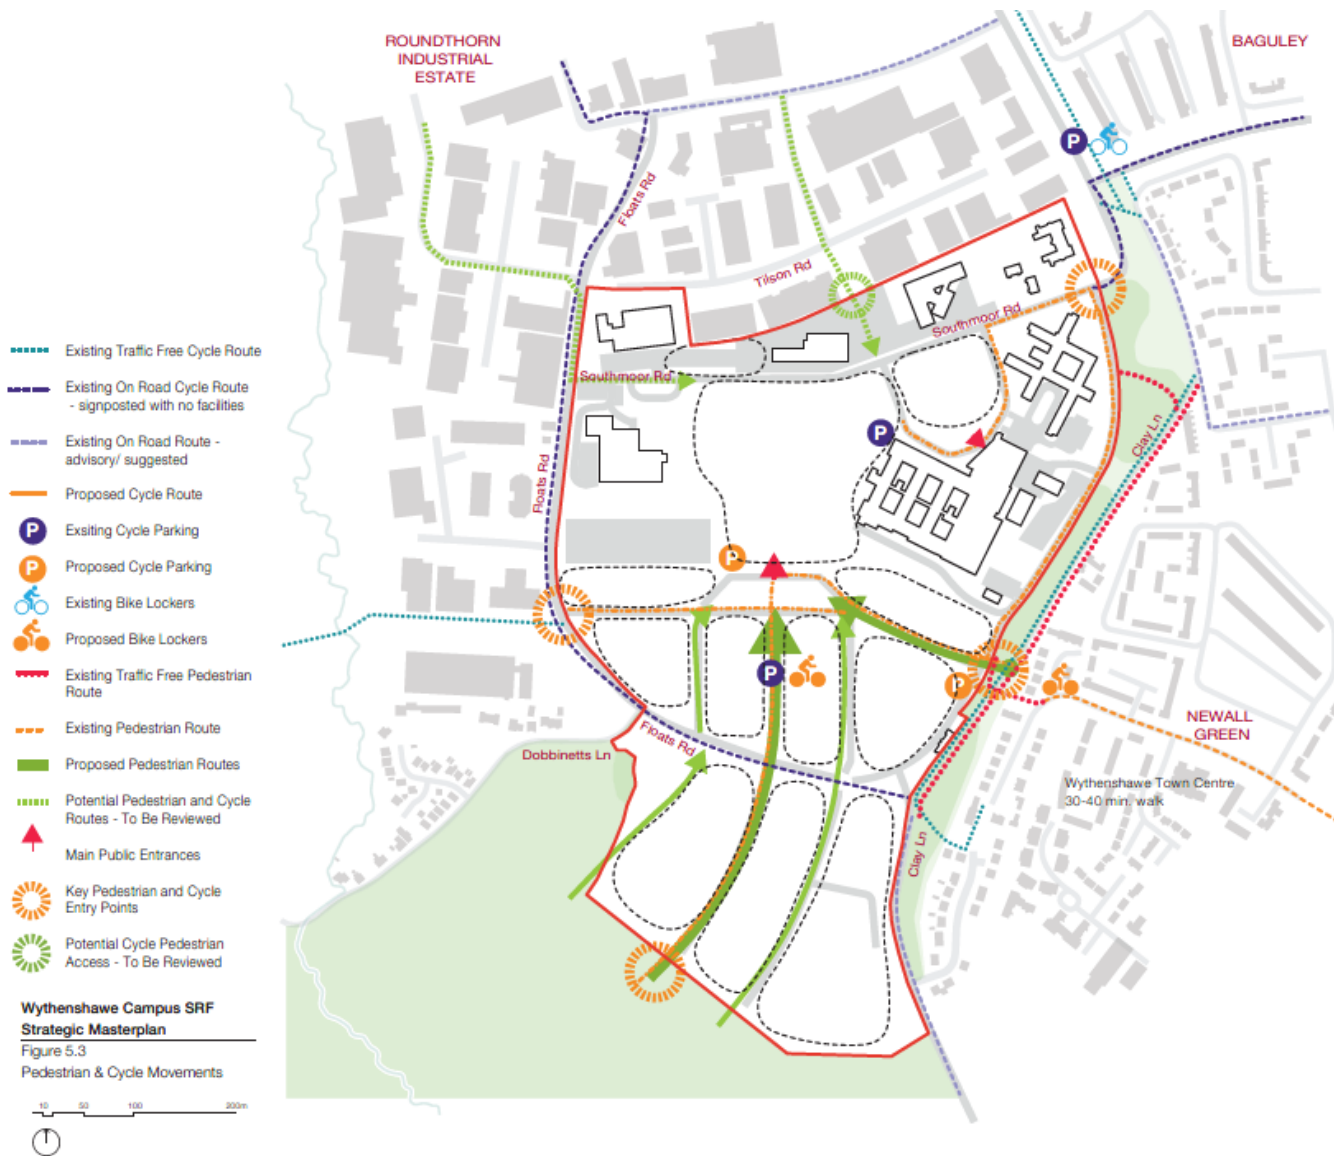 ROUNDTHORN
INDUSTRIAL
ESTATE
BAGULEY
P
Floats Rd
Tilson Rd
Southmoor Rd
Southmoor Rd
P
Clay Ln
Floats Rd
P
P
P
Floats Rd
Dobbinetts Ln
NEWALL
GREEN
Wythenshawe Town Centre
30-40 min. walk
Clay Ln
Existing Traffic Free Cycle Route
Existing On Road Cycle Route
- signposted with no facilities
Existing On Road Route -
advisory/ suggested
Proposed Cycle Route
P Exsiting Cycle Parking
P Proposed Cycle Parking
Existing Bike Lockers
Proposed Bike Lockers
Existing Traffic Free Pedestrian
Route
Existing Pedestrian Route
Proposed Pedestrian Routes
Potential Pedestrian and Cycle
Routes - To Be Reviewed
Main Public Entrances
Key Pedestrian and Cycle
Entry Points
Potential Cycle Pedestrian
Access - To Be Reviewed
Wythenshawe Campus SRF
Strategic Masterplan
Figure 5.3
Pedestrian & Cycle Movements
10 50 100 200m